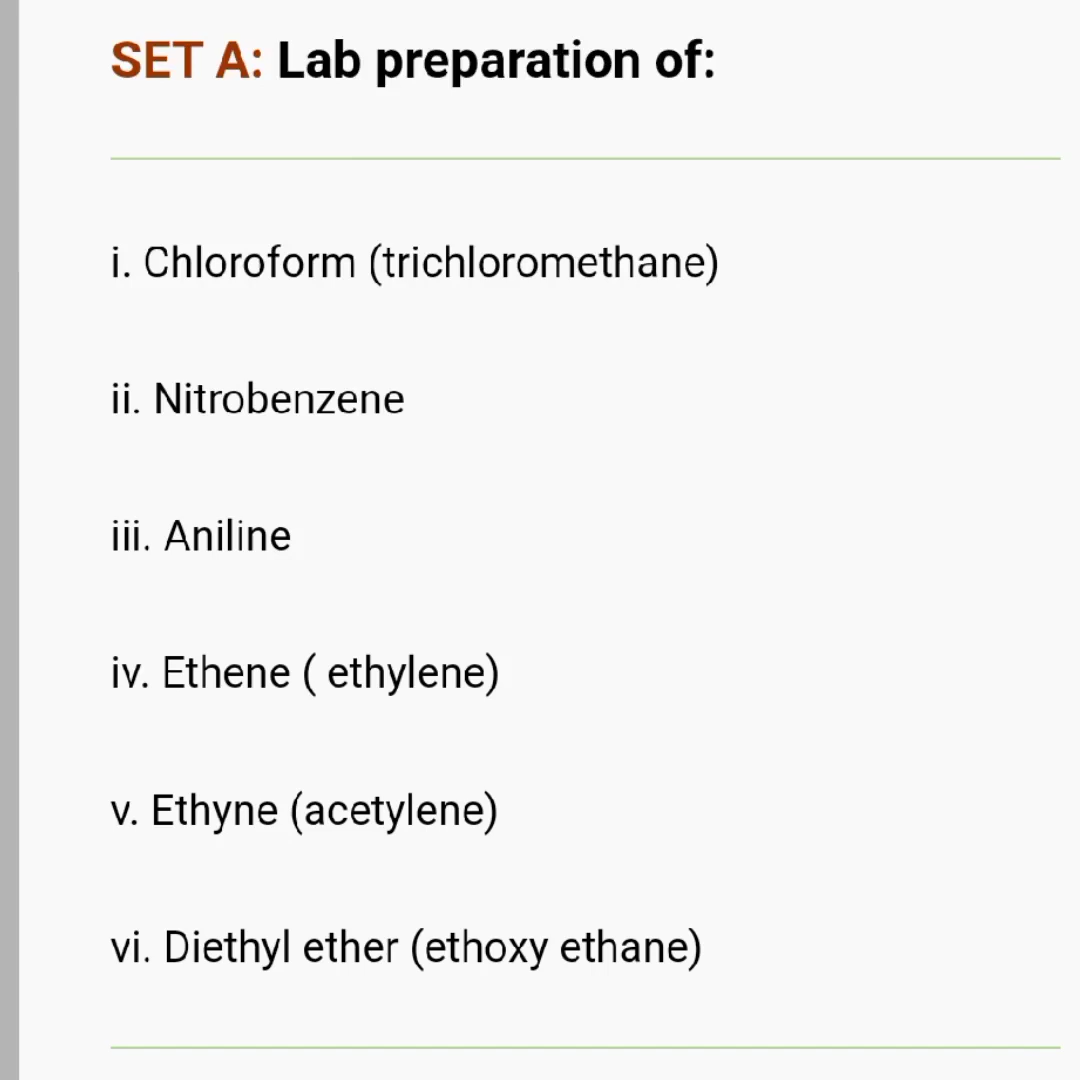 SET A: Lab preparation of:
i. Chloroform (trichloromethane)
ii. Nitrobenzene
iii. Aniline
iv. Ethene ( ethylene)
v. Ethyne (acetylene)
vi. Diethyl ether (ethoxy ethane)